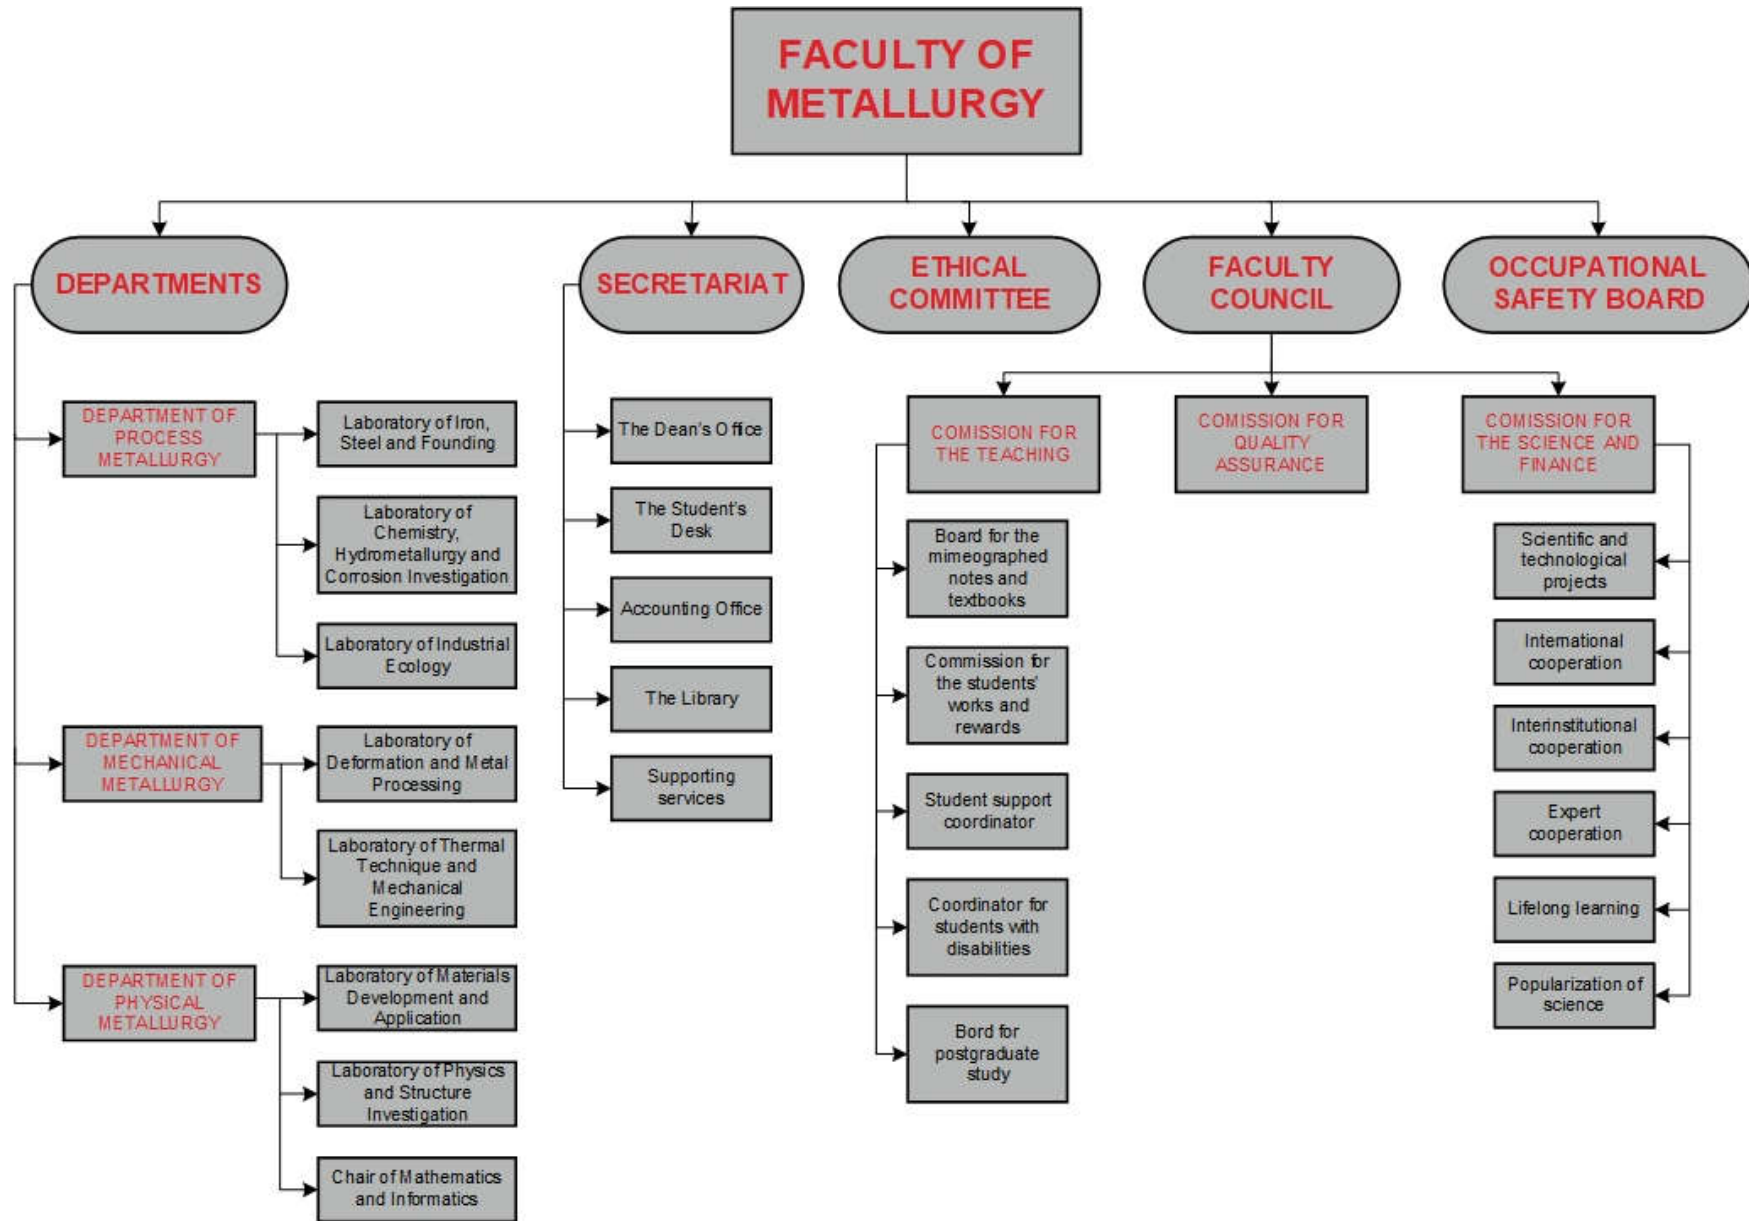 FACULTY OF
METALLURGY
DEPARTMENTS
SECRETARIAT
ETHICAL
COMMITTEE
FACULTY
COUNCIL
OCCUPATIONAL
SAFETY BOARD
DEPARTMENT OF
PROCESS
METALLURGY
Laboratory of Iron,
Steel and Founding
Laboratory of
Chemistry,
Hydrometallurgy and
Corrosion Investigation
Laboratory of Industrial
Ecology
DEPARTMENT OF
MECHANICAL
METALLURGY
Laboratory of
Deformation and Metal
Processing
Laboratory of Thermal
Technique and
Mechanical
Engineering
DEPARTMENT OF
PHYSICAL
METALLURGY
Laboratory of Materials
Development and
Application
Laboratory of Physics
and Structure
Investigation
Chair of Mathematics
and Informatics
The Dean's Office
The Student's
Desk
Accounting Office
The Library
Supporting
services
COMISSION FOR
THE TEACHING
Board for the
mimeographed
notes and
textbooks
Commission for
the students'
works and
rewards
Student support
coordinator
Coordinator for
students with
disabilities
Bord for
postgraduate
study
COMISSION FOR
QUALITY
ASSURANCE
COMISSION FOR
THE SCIENCE AND
FINANCE
Scientific and
technological
projects
International
cooperation
Interinstitutional
cooperation
Expert
cooperation
Lifelong learning
Popularization of
science